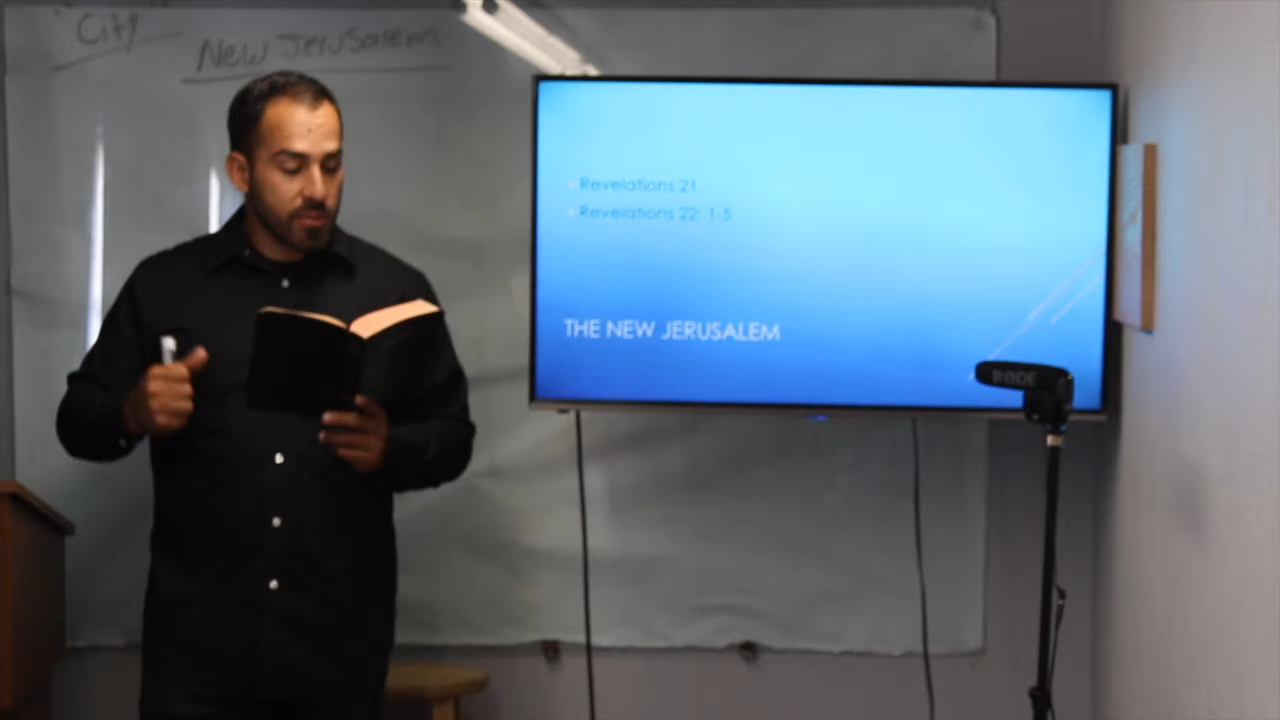 City
New Jerusalem
Revelations 21
Revelations 22: 1-5
THE NEW JERUSALEM
RODE